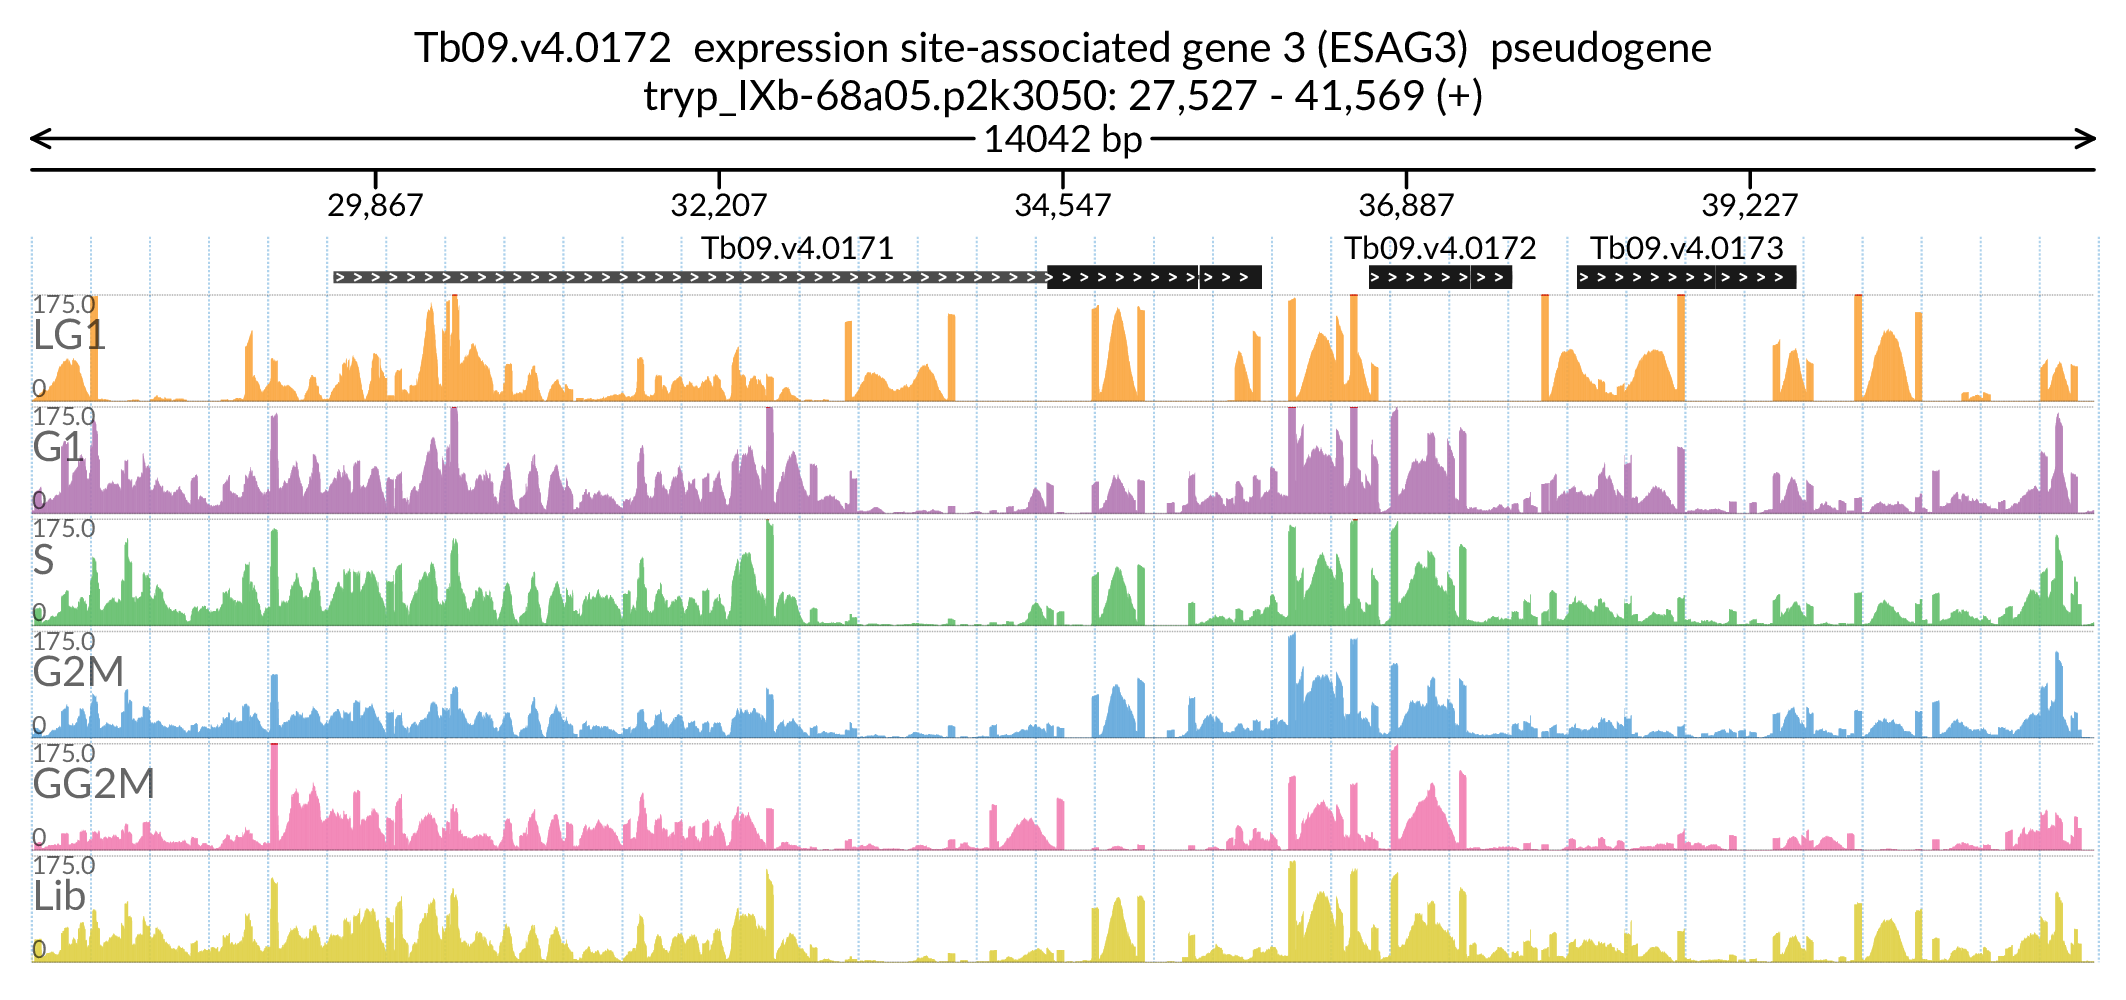 Tb09.v4.0172 expression site-associated gene 3 (ESAG3) pseudogene
tryp_IXb-68a05.p2k3050: 27,527 - 41,569 (+)
14042 bp
29,867 32,207 34,547 36,887 39,227
Tb09.v4.0171 Tb09.v4.0172 Tb09.v4.0173
175.0
LG1
0
175.0
G1
0
175.0
S
0
175.0
G2M
0
175.0
GG2M
0
175.0
Lib
0